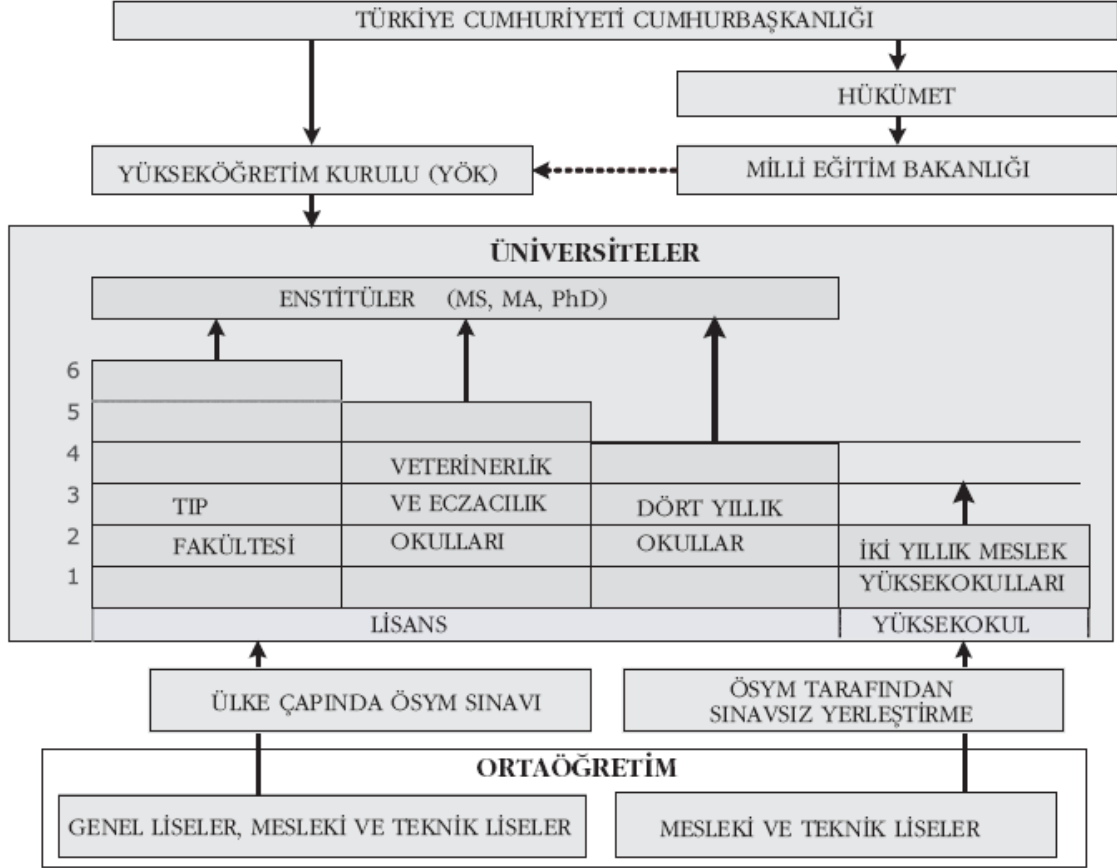 TÜRKİYE CUMHURİYETİ CUMHURBAŞKANLIĞI
HÜKÜMET
YÜKSEKÖĞRETİM KURULU (YÖK)
MİLLİ EĞİTİM BAKANLIĞI
ÜNİVERSİTELER
ENSTİTÜLER (MS, MA, PhD)
6
5
4
3
2
1
TIP
FAKÜLTESİ
VETERİNERLİK
VE ECZACILIK
OKULLARI
DÖRT YILLIK
OKULLAR
İKİ YILLIK MESLEK
YÜKSEKOKULLARI
LİSANS
YÜKSEKOKUL
ÜLKE ÇAPINDA ÖSYM SINAVI
ÖSYM TARAFINDAN
SINAVSIZ YERLEŞTİRME
ORTAÖĞRETİM
GENEL LİSELER, MESLEKİ VE TEKNİK LİSELER
MESLEKİ VE TEKNİK LİSELER